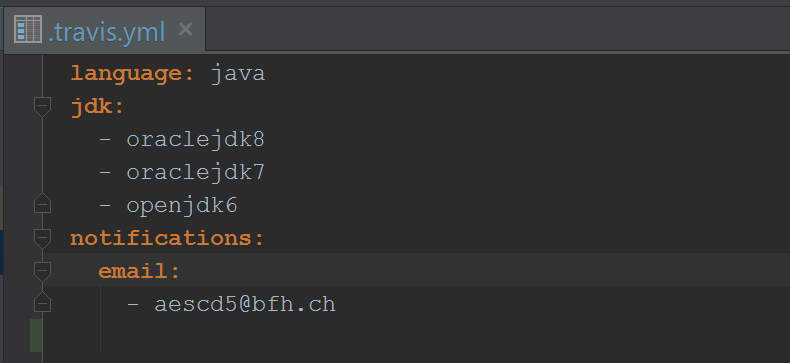 .travis.yml
language: java
jdk:
  - oraclejdk8
  - oraclejdk7
  - openjdk6
notifications:
  email:
    - aescd5@bfh.ch